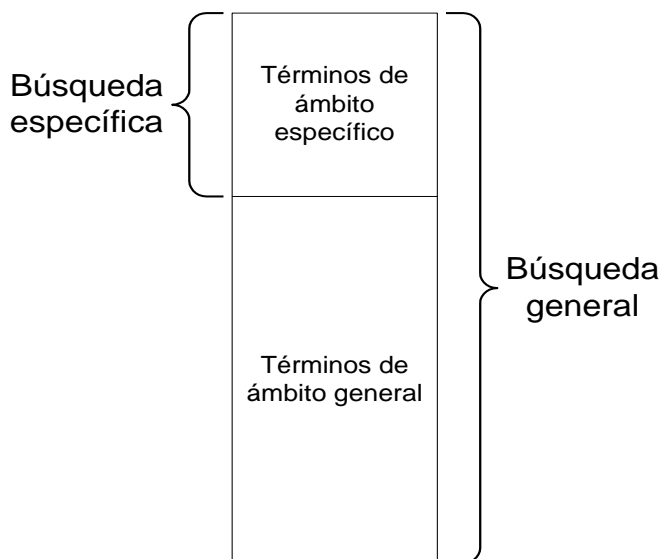 Búsqueda
específica
Términos de
ámbito
específico
Búsqueda
general
Términos de
ámbito general